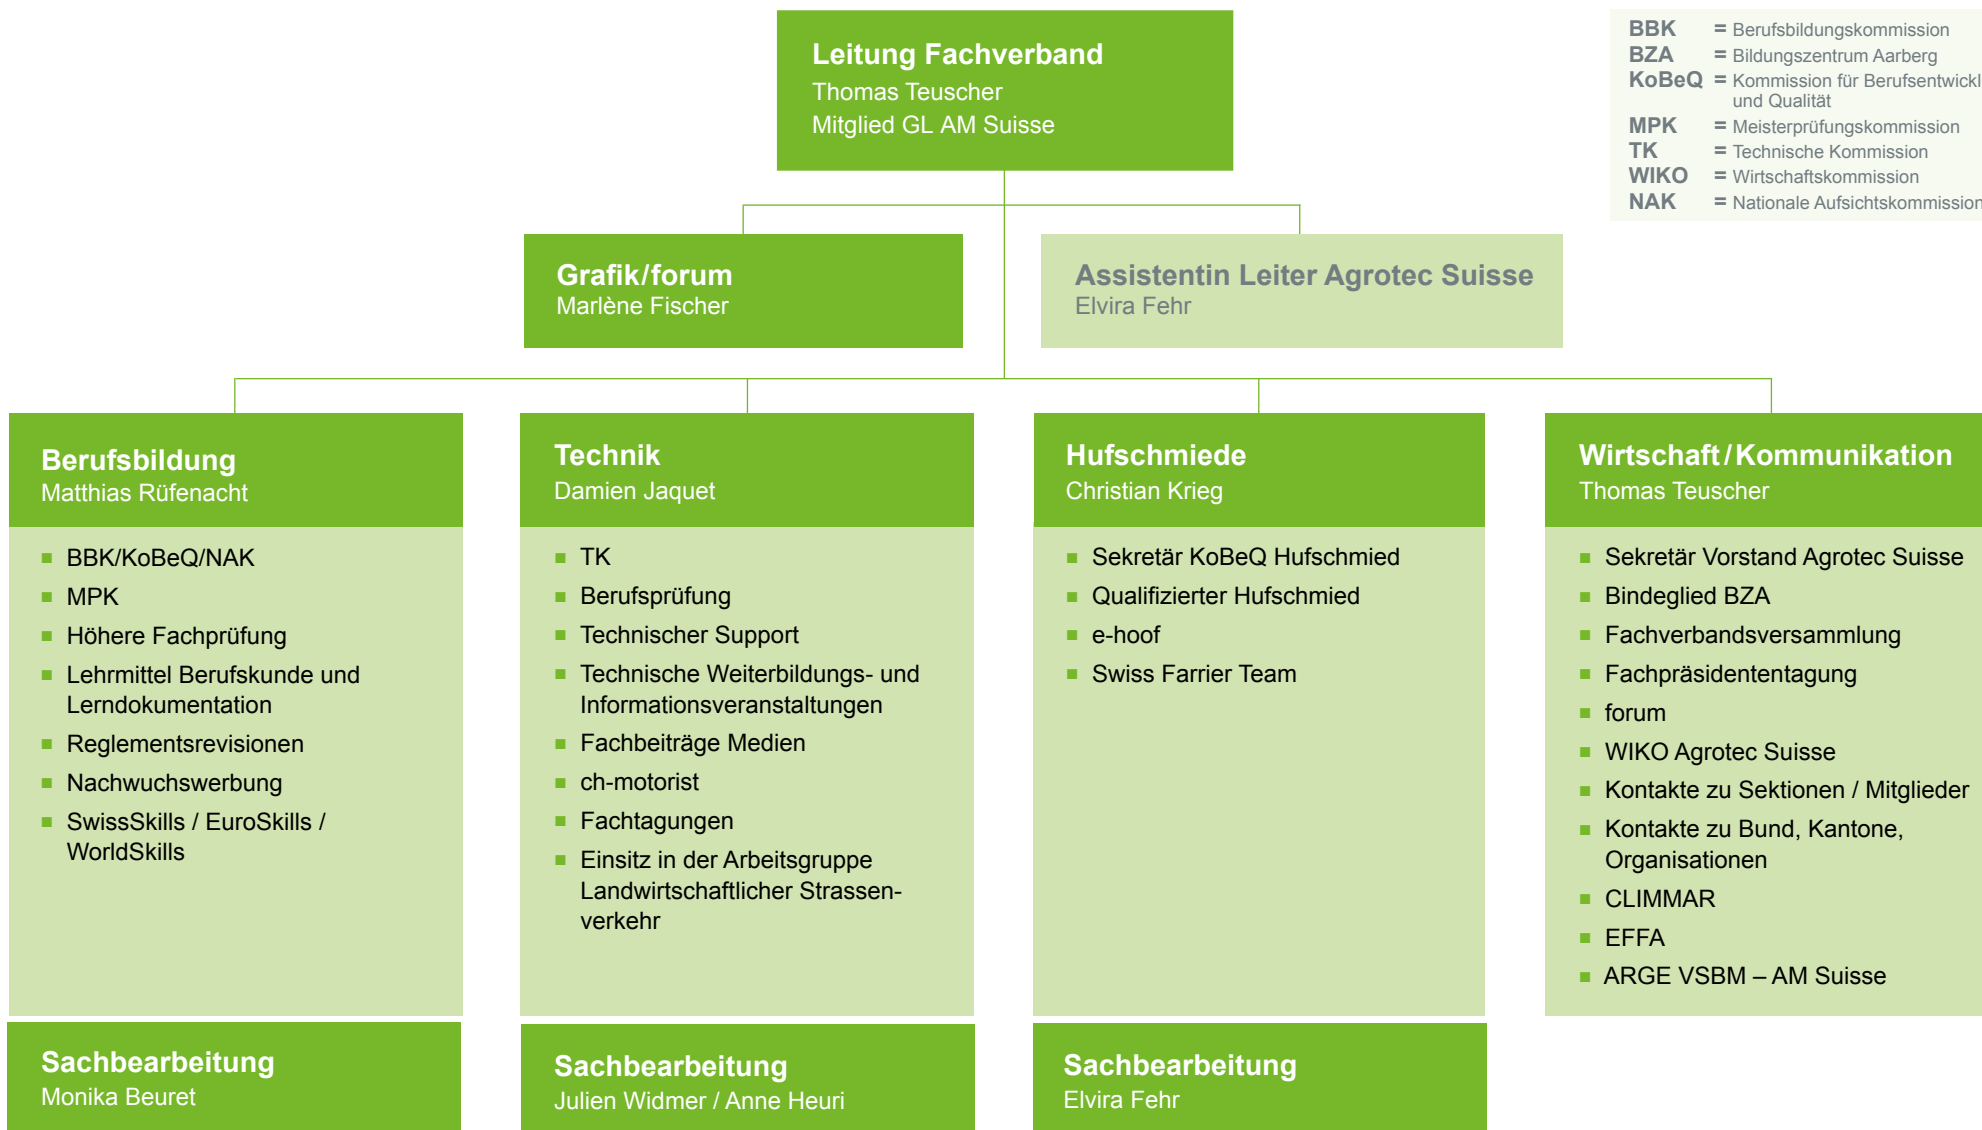 Leitung Fachverband
Thomas Teuscher
Mitglied GL AM Suisse
BBK = Berufsbildungskommission
BZA = Bildungszentrum Aarberg
KoBeQ = Kommission für Berufsentwickl
und Qualität
MPK = Meisterprüfungskommission
TK = Technische Kommission
WIKO = Wirtschaftskommission
NAK = Nationale Aufsichtskommission
Grafik/forum
Marlène Fischer
Assistentin Leiter Agrotec Suisse
Elvira Fehr
Berufsbildung
Matthias Rüfenacht
■ BBK/KoBeQ/NAK
■ MPK
■ Höhere Fachprüfung
■ Lehrmittel Berufskunde und
Lerndokumentation
■ Reglementsrevisionen
■ Nachwuchswerbung
■ SwissSkills / EuroSkills /
WorldSkills
Sachbearbeitung
Monika Beuret
Technik
Damien Jaquet
■ TK
■ Berufsprüfung
■ Technischer Support
■ Technische Weiterbildungs- und
Informationsveranstaltungen
■ Fachbeiträge Medien
■ ch-motorist
■ Fachtagungen
■ Einsitz in der Arbeitsgruppe
Landwirtschaftlicher Strassen-
verkehr
Sachbearbeitung
Julien Widmer / Anne Heuri
Hufschmiede
Christian Krieg
■ Sekretär KoBeQ Hufschmied
■ Qualifizierter Hufschmied
■ e-hoof
■ Swiss Farrier Team
Sachbearbeitung
Elvira Fehr
Wirtschaft / Kommunikation
Thomas Teuscher
■ Sekretär Vorstand Agrotec Suisse
■ Bindeglied BZA
■ Fachverbandsversammlung
■ Fachpräsidententagung
■ forum
■ WIKO Agrotec Suisse
■ Kontakte zu Sektionen / Mitglieder
■ Kontakte zu Bund, Kantone,
Organisationen
■ CLIMMAR
■ EFFA
■ ARGE VSBM – AM Suisse